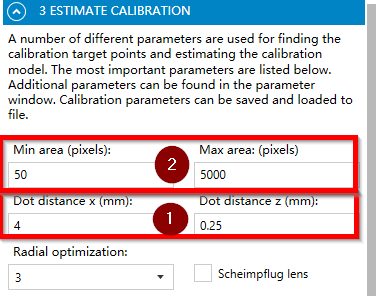 3 ESTIMATE CALIBRATION
A number of different parameters are used for finding the
calibration target points and estimating the calibration
model. The most important parameters are listed below.
Additional parameters can be found in the parameter
window. Calibration parameters can be saved and loaded to
file.
Min area (pixels): Max area: (pixels)
50 2 5000
Dot distance x (mm): Dot distance z (mm):
4 1 0.25
Radial optimization:
3 Scheimpflug lens